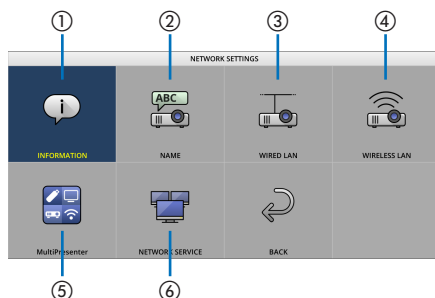 ① ② ③ ④
NETWORK SETTINGS
ABC
INFORMATION NAME WIRED LAN WIRELESS LAN
MultiPresenter NETWORK SERVICE BACK
⑤ ⑥